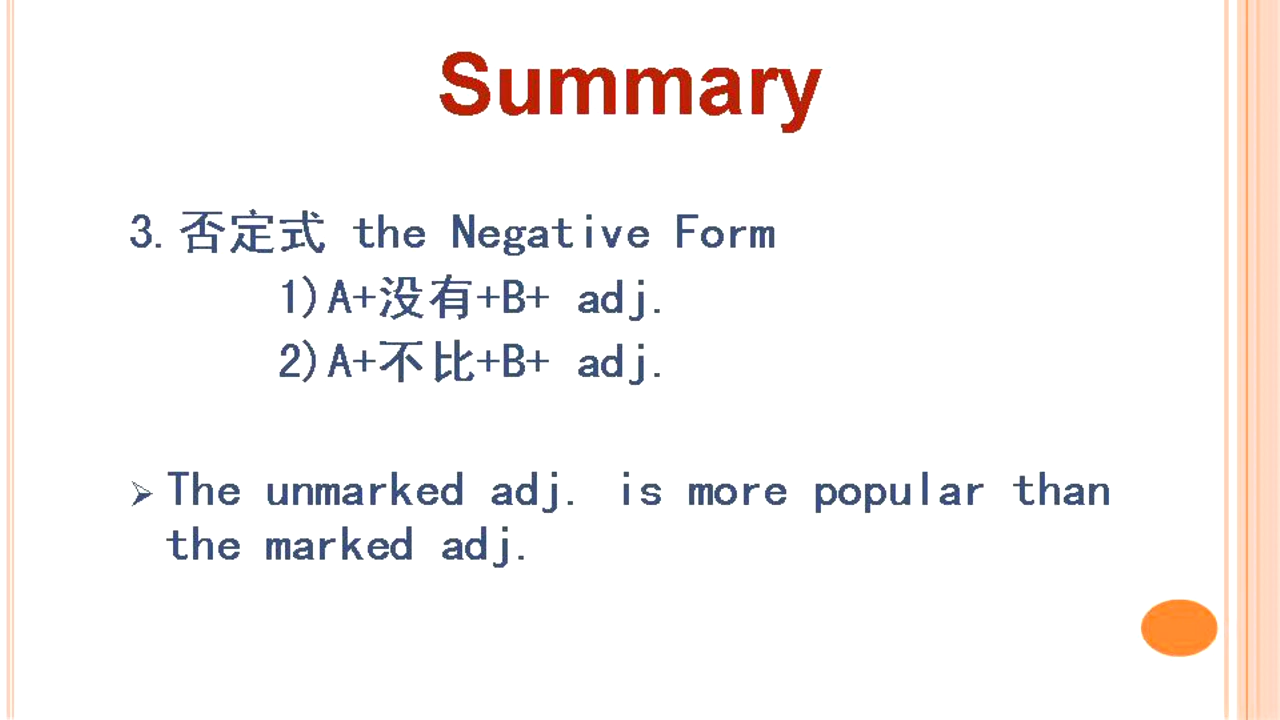 Summary
3.否定式 the Negative Form
1)A+没有+B+ adj.
2)A+不比+B+ adj.
➢ The unmarked adj. is more popular than
the marked adj.